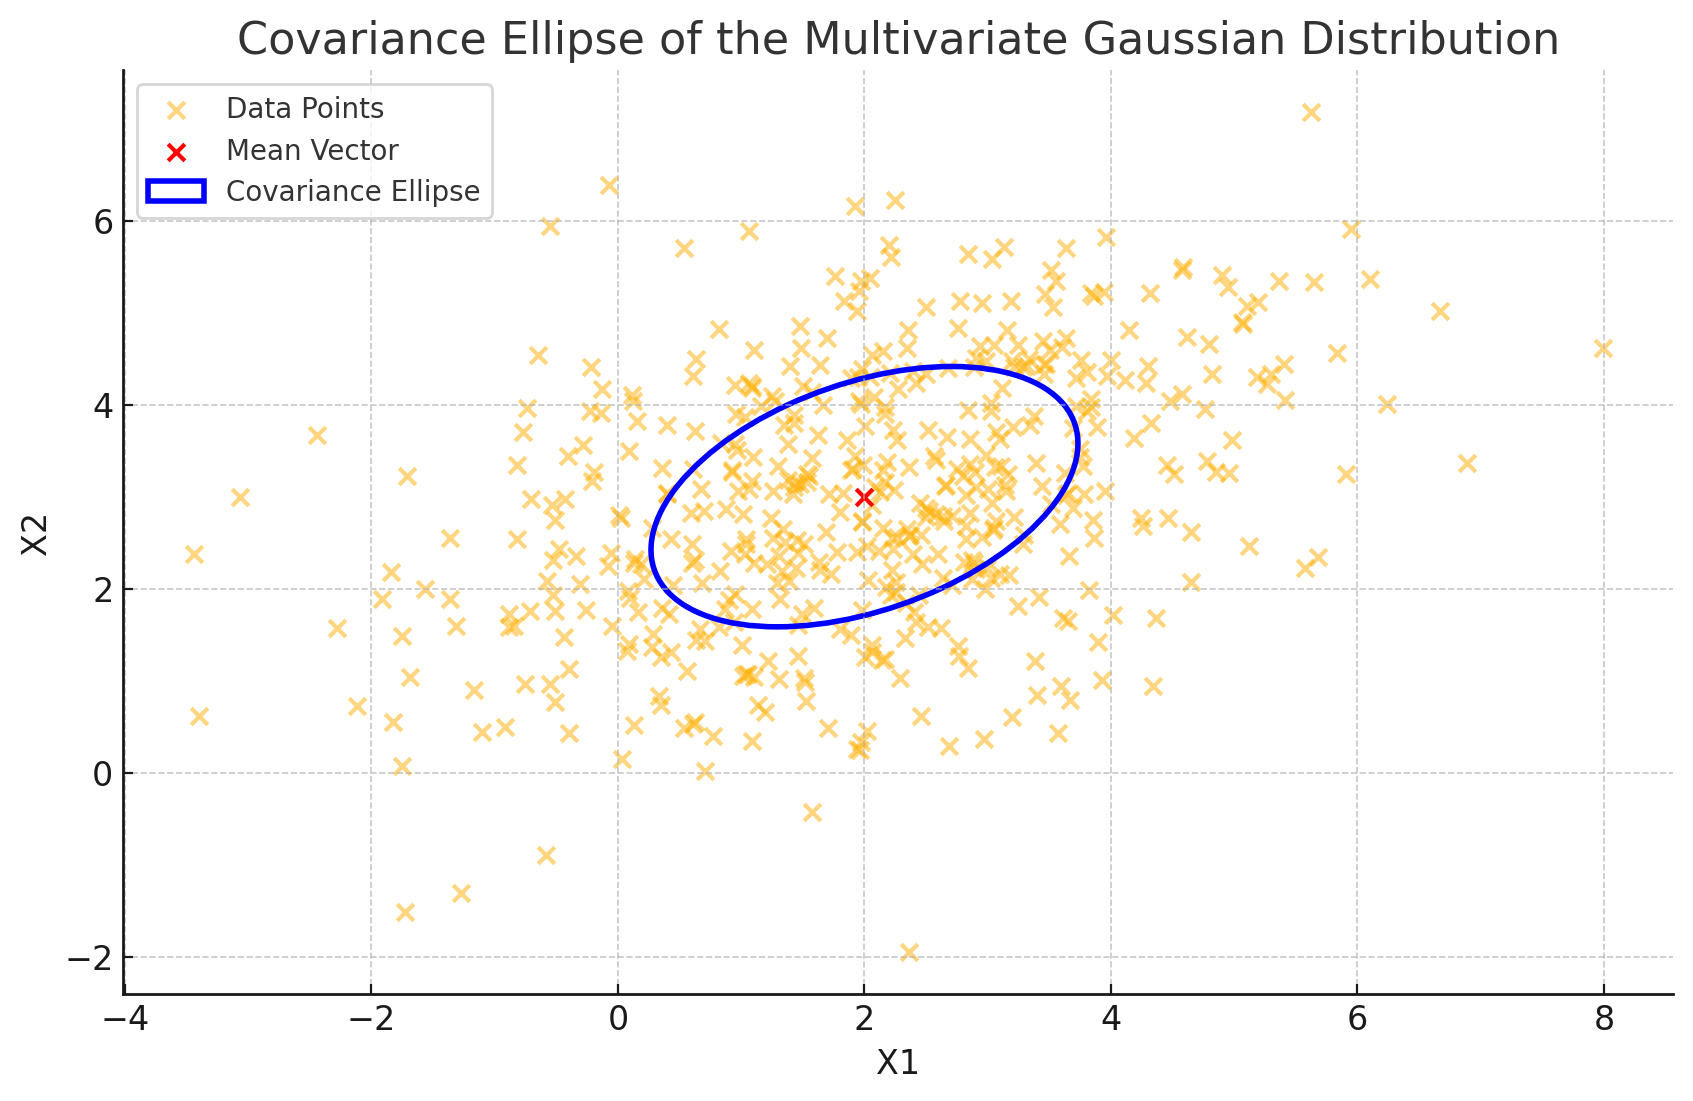 Covariance Ellipse of the Multivariate Gaussian Distribution
Data Points
Mean Vector
Covariance Ellipse
6
4
2
0
−2
X2
−4
−2
0
2
4
6
8
X1